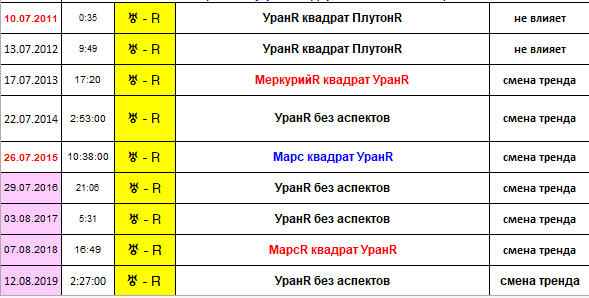 10.07.2011 0:35 ♅ - R УранR квадрат ПлутонR не влияет
13.07.2012 9:49 ♅ - R УранR квадрат ПлутонR не влияет
17.07.2013 17:20 ♅ - R МеркурийR квадрат УранR смена тренда
22.07.2014 2:53:00 ♅ - R УранR без аспектов смена тренда
26.07.2015 10:38:00 ♅ - R Марс квадрат УранR смена тренда
29.07.2016 21:06 ♅ - R УранR без аспектов смена тренда
03.08.2017 5:31 ♅ - R УранR без аспектов смена тренда
07.08.2018 16:49 ♅ - R МарсR квадрат УранR смена тренда
12.08.2019 2:27:00 ♅ - R УранR без аспектов смена тренда